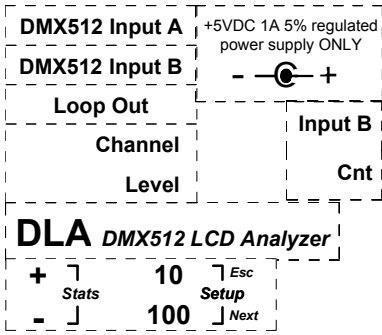 DMX512 Input A
+5VDC 1A 5% regulated
power supply ONLY
- +
DMX512 Input B
Loop Out
Channel
Level
Input B
Cnt
DLA DMX512 LCD Analyzer
+ 10 Esc
Stats Setup
- 100 Next